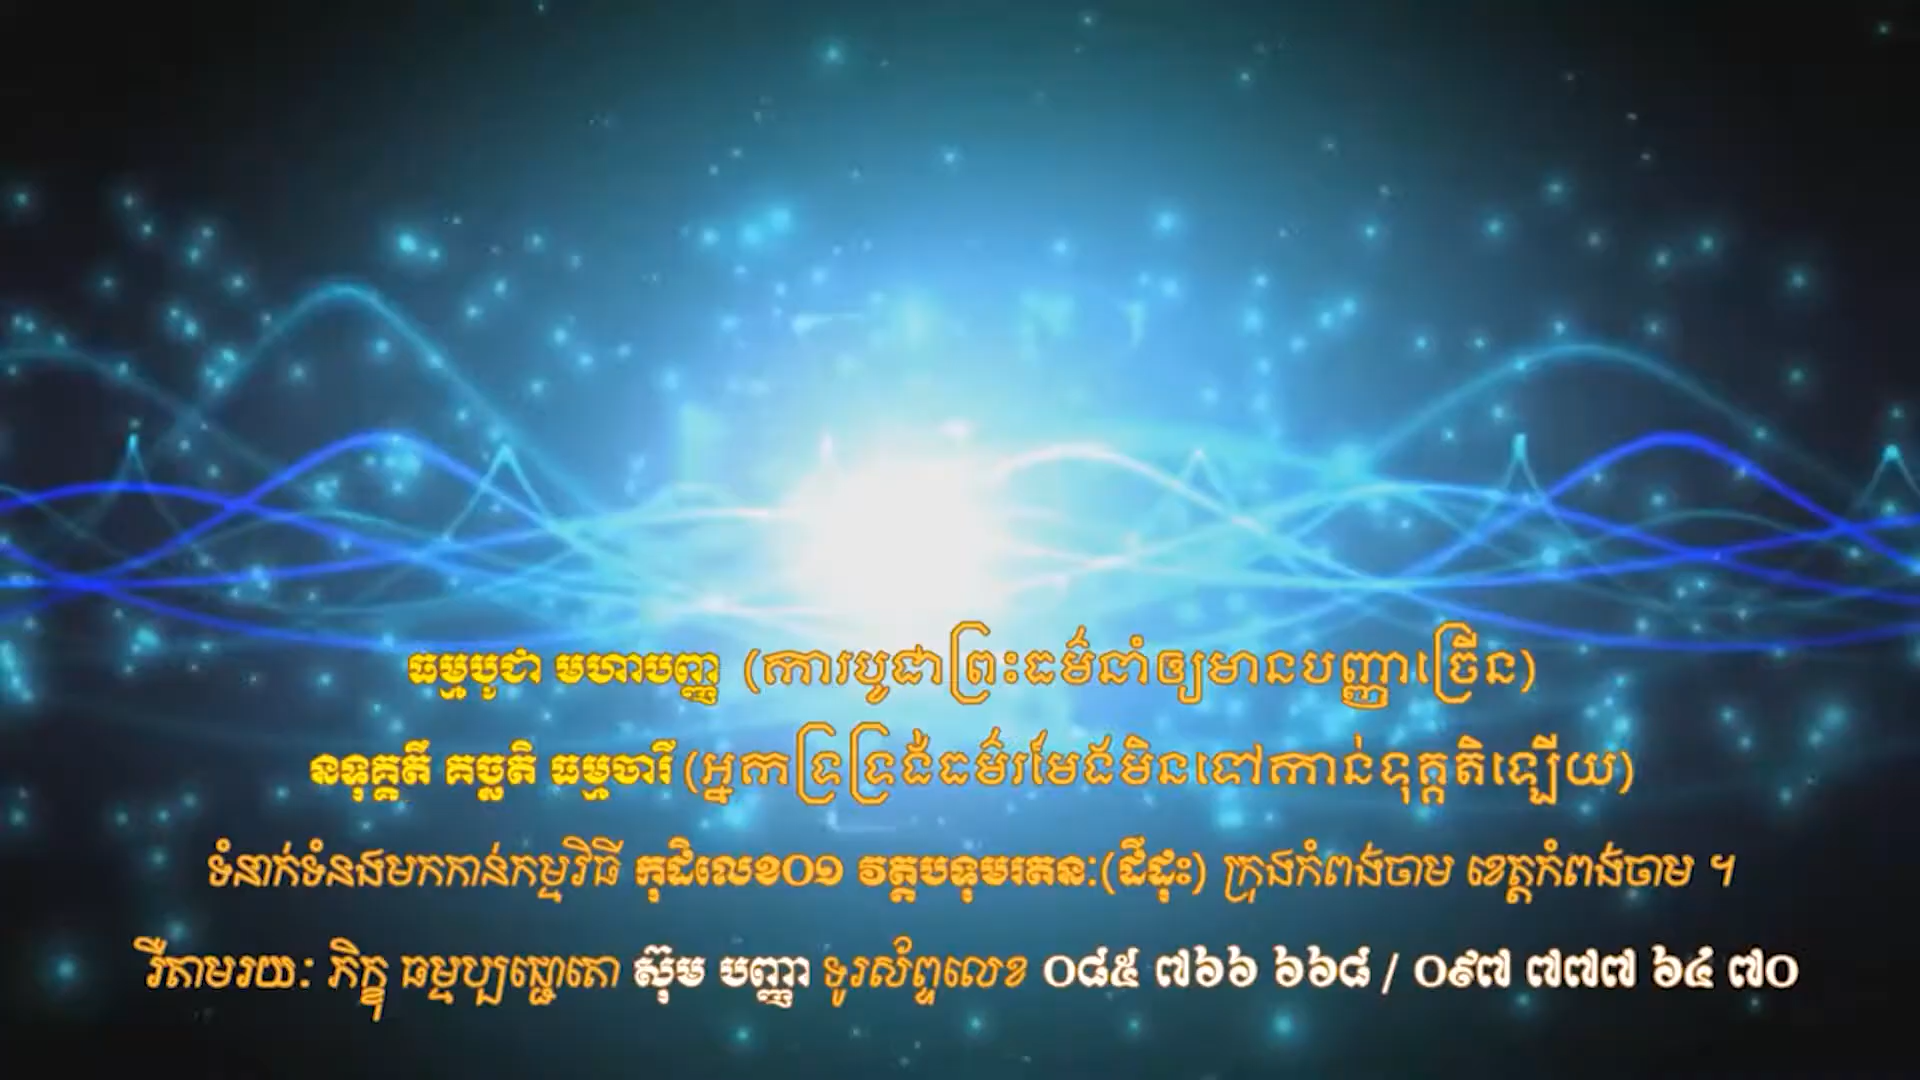 ធម្មបូជា មហាបញ្ញ (ការបូជាព្រះធម៌នាំឲ្យមានបញ្ញាច្រើន)
នទុគ្គតឹ គច្ឆតិ ធម្មចារី (អ្នកទ្រទ្រង់ធម៌រមែងមិនទៅកាន់ទុគ្គតិឡើយ)
ទំនាក់ទំនងមកកាន់កម្មវិធី កុដិលេខ០១ វត្តបទុមរតនៈ(ដីដុះ) ក្រុងកំពង់ចាម ខេត្តកំពង់ចាម ។
រឺតាមរយៈ ភិក្ខុ ធម្មប្បណ្ឌោតោ ស៊ុម បញ្ញា ទូរស័ព្ទលេខ ០៨៥ ៧៦៦ ៦៦៨ / ០៩៧ ៧៧៧ ៦៤ ៧០